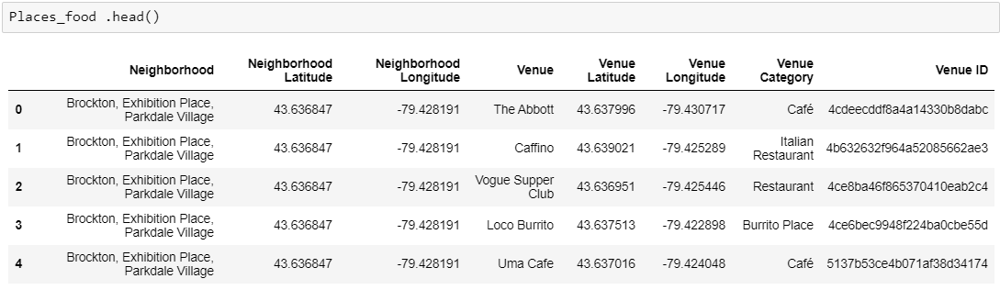 Places_food .head()
Neighborhood Neighborhood Latitude Neighborhood Longitude Venue Venue Latitude Venue Longitude Venue Category Venue ID
0 Brockton, Exhibition Place, Parkdale Village 43.636847 -79.428191 The Abbott 43.637996 -79.430717 Café 4cdeecddf8a4a14330b8dabc
1 Brockton, Exhibition Place, Parkdale Village 43.636847 -79.428191 Caffino 43.639021 -79.425289 Italian Restaurant 4b632632f964a52085662ae3
2 Brockton, Exhibition Place, Parkdale Village 43.636847 -79.428191 Vogue Supper Club 43.636951 -79.425446 Restaurant 4ce8ba46f865370410eab2c4
3 Brockton, Exhibition Place, Parkdale Village 43.636847 -79.428191 Loco Burrito 43.637513 -79.422898 Burrito Place 4ce6bec9948f224ba0cbe55d
4 Brockton, Exhibition Place, Parkdale Village 43.636847 -79.428191 Uma Cafe 43.637016 -79.424048 Café 5137b53ce4b071af38d34174